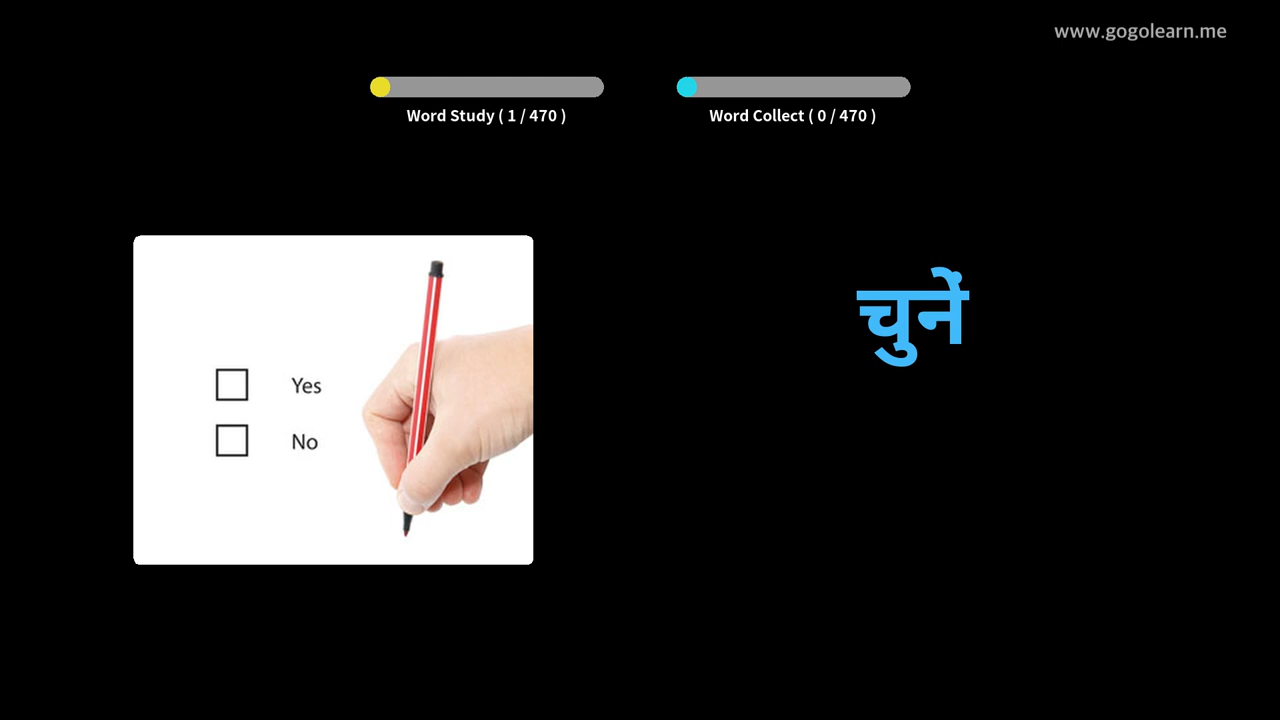 www.gogolearn.me
Word Study ( 1 / 470 )
Word Collect ( 0 / 470 )
चुनें
Yes
No